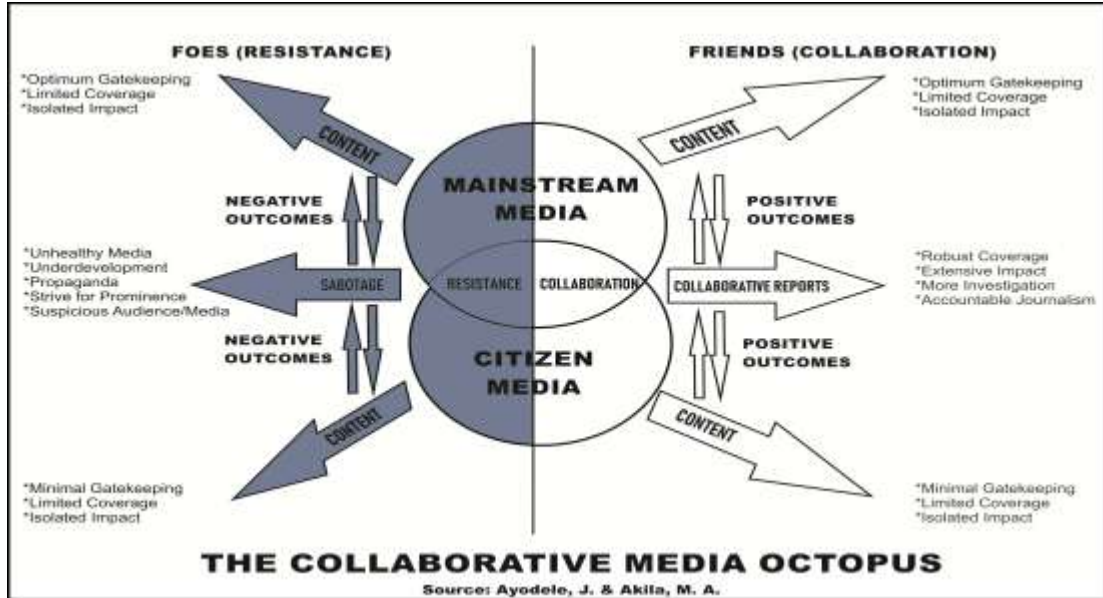 FOES (RESISTANCE)
FRIENDS (COLLABORATION)
*Optimum Gatekeeping
*Limited Coverage
*Isolated Impact
CONTENT
CONTENT
*Optimum Gatekeeping
*Limited Coverage
*Isolated Impact
MAINSTREAM
MEDIA
NEGATIVE
OUTCOMES
POSITIVE
OUTCOMES
*Unhealthy Media
*Underdevelopment
*Propaganda
*Strive for Prominence
*Suspicious Audience/Media
SABOTAGE
RESISTANCE
COLLABORATION
COLLABORATIVE REPORTS
*Robust Coverage
*Extensive Impact
*More Investigation
*Accountable Journalism
NEGATIVE
OUTCOMES
POSITIVE
OUTCOMES
CITIZEN
MEDIA
CONTENT
CONTENT
*Minimal Gatekeeping
*Limited Coverage
*Isolated Impact
*Minimal Gatekeeping
*Limited Coverage
*Isolated Impact
THE COLLABORATIVE MEDIA OCTOPUS
Source: Ayodele, J. & Akila, M. A.